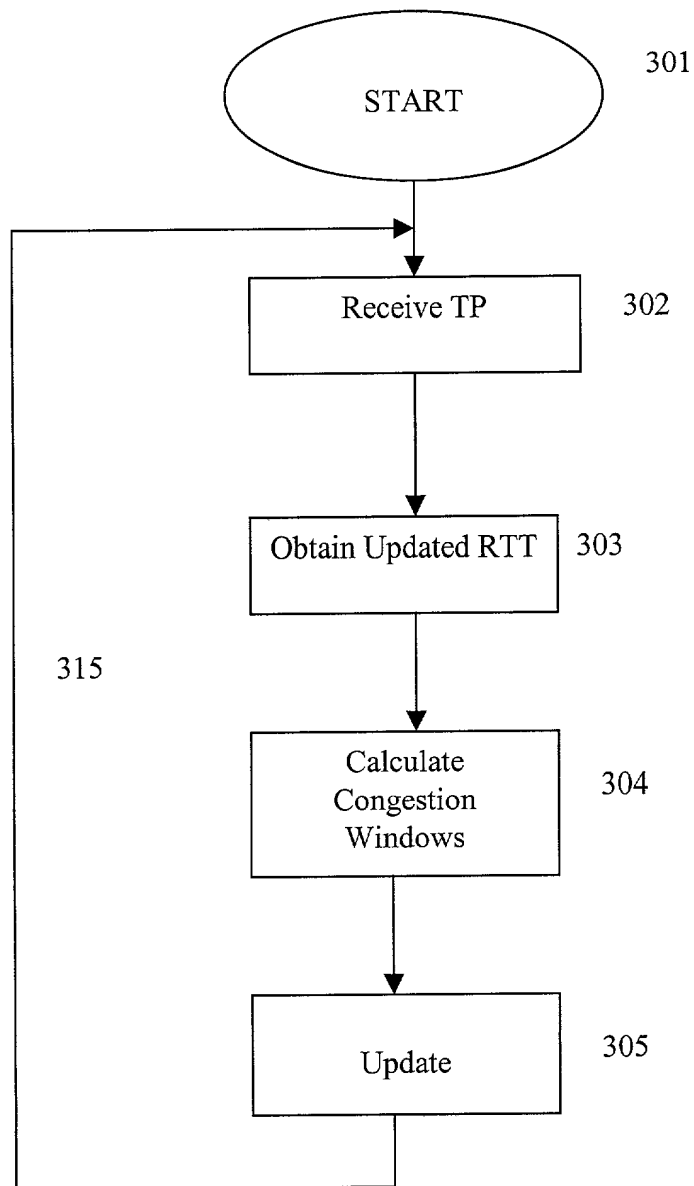 301
START
Receive TP
302
Obtain Updated RTT
303
315
Calculate
Congestion
Windows
304
Update
305